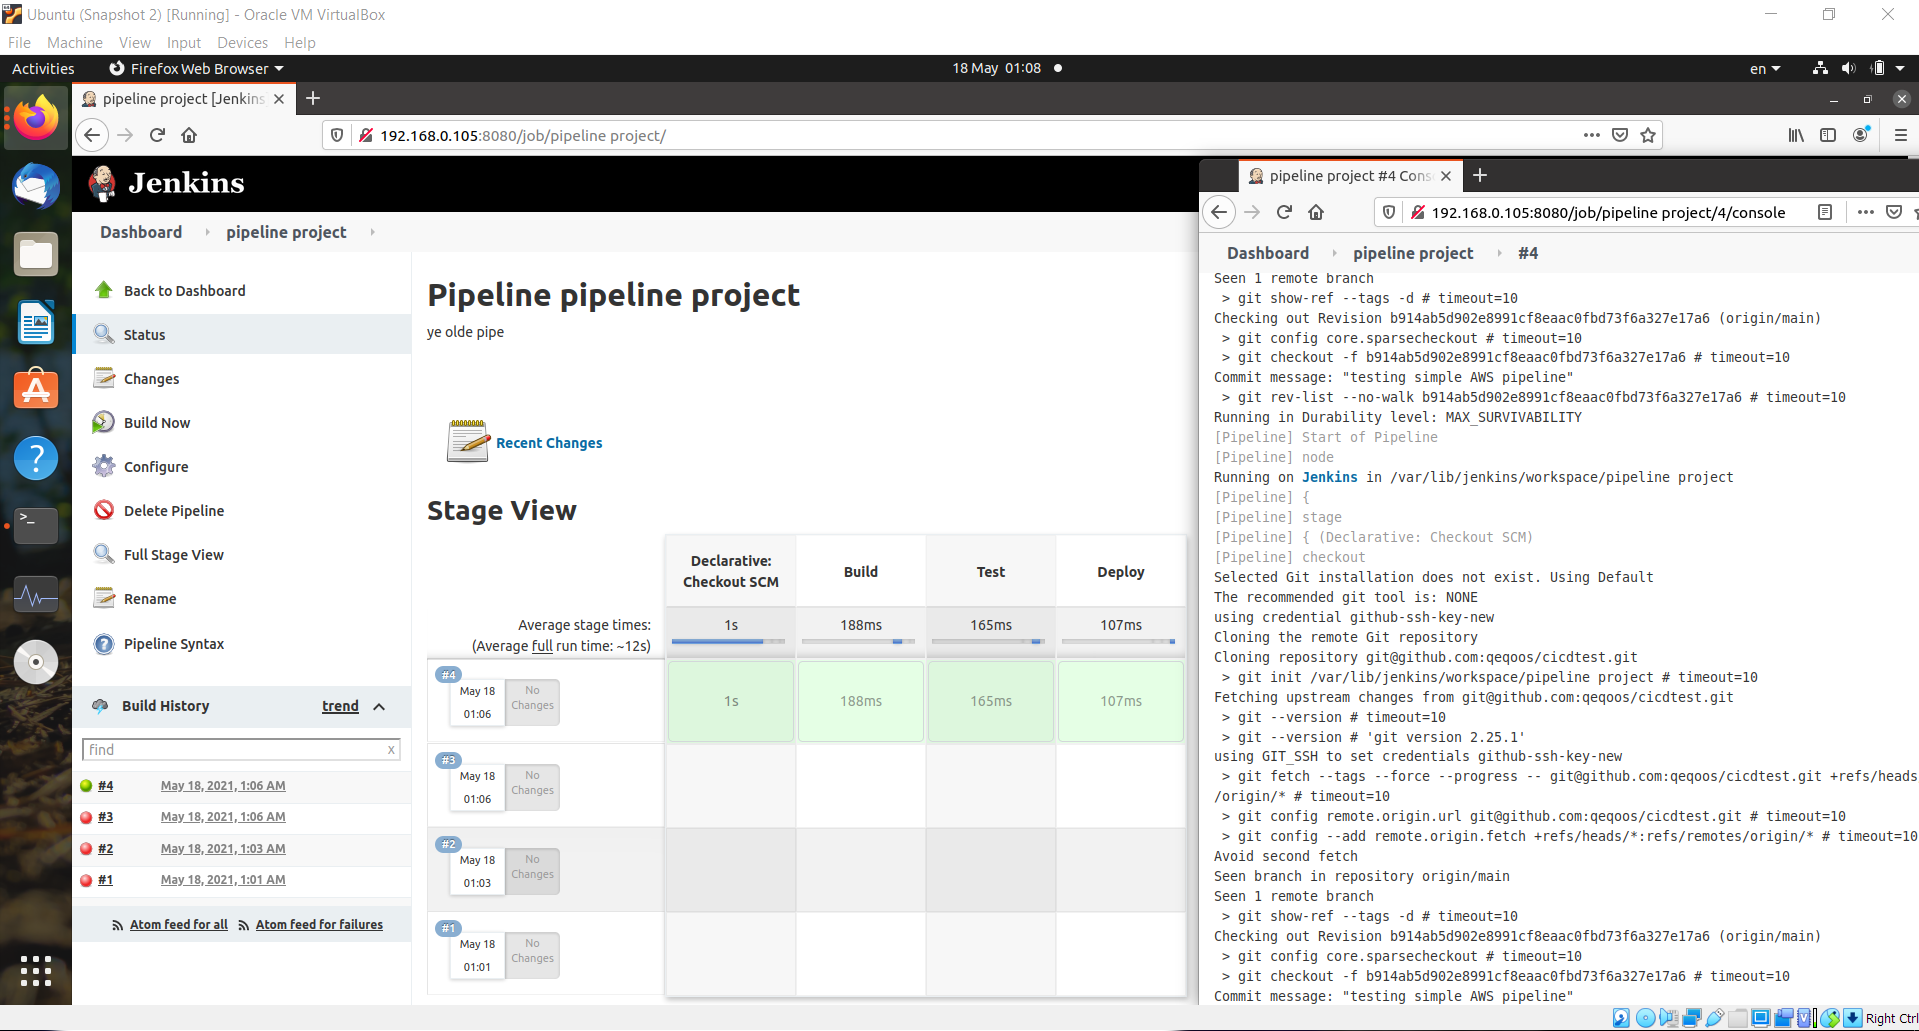 Ubuntu (Snapshot 2) [Running] - Oracle VM VirtualBox
File Machine View Input Devices Help
Activities Firefox Web Browser 18 May 01:08 en
pipeline project [Jenkins
192.168.0.105:8080/job/pipeline project/
Jenkins
Dashboard pipeline project
Back to Dashboard
Status
Changes
Build Now
Configure
Delete Pipeline
Full Stage View
Rename
Pipeline Syntax
Build History trend
find x
#4 May 18, 2021, 1:06 AM
#3 May 18, 2021, 1:06 AM
#2 May 18, 2021, 1:03 AM
#1 May 18, 2021, 1:01 AM
Atom feed for all Atom feed for failures
Pipeline pipeline project
ye olde pipe
Recent Changes
Stage View
Declarative: Checkout SCM Build Test Deploy
Average stage times: 1s 188ms 165ms 107ms
(Average full run time: ~12s)
#4
May 18 01:06 No Changes 1s 188ms 165ms 107ms
#3
May 18 01:06 No Changes
#2
May 18 01:03 No Changes
#1
May 18 01:01 No Changes
pipeline project #4 Cons
192.168.0.105:8080/job/pipeline project/4/console
Dashboard pipeline project #4
Seen 1 remote branch
> git show-ref --tags -d # timeout=10
Checking out Revision b914ab5d902e8991cf8eaac0fbd73f6a327e17a6 (origin/main)
> git config core.sparsecheckout # timeout=10
> git checkout -f b914ab5d902e8991cf8eaac0fbd73f6a327e17a6 # timeout=10
Commit message: "testing simple AWS pipeline"
> git rev-list --no-walk b914ab5d902e8991cf8eaac0fbd73f6a327e17a6 # timeout=10
Running in Durability level: MAX_SURVIVABILITY
[Pipeline] Start of Pipeline
[Pipeline] node
Running on Jenkins in /var/lib/jenkins/workspace/pipeline project
[Pipeline] {
[Pipeline] stage
[Pipeline] { (Declarative: Checkout SCM)
[Pipeline] checkout
Selected Git installation does not exist. Using Default
The recommended git tool is: NONE
using credential github-ssh-key-new
Cloning the remote Git repository
Cloning repository git@github.com:qeqoos/cicdtest.git
> git init /var/lib/jenkins/workspace/pipeline project # timeout=10
Fetching upstream changes from git@github.com:qeqoos/cicdtest.git
> git --version # timeout=10
> git --version # 'git version 2.25.1'
using GIT_SSH to set credentials github-ssh-key-new
> git fetch --tags --force --progress -- git@github.com:qeqoos/cicdtest.git +refs/heads
/origin/* # timeout=10
> git config remote.origin.url git@github.com:qeqoos/cicdtest.git # timeout=10
> git config --add remote.origin.fetch +refs/heads/*:refs/remotes/origin/* # timeout=10
Avoid second fetch
Seen branch in repository origin/main
Seen 1 remote branch
> git show-ref --tags -d # timeout=10
Checking out Revision b914ab5d902e8991cf8eaac0fbd73f6a327e17a6 (origin/main)
> git config core.sparsecheckout # timeout=10
> git checkout -f b914ab5d902e8991cf8eaac0fbd73f6a327e17a6 # timeout=10
Commit message: "testing simple AWS pipeline"
Right Ctrl